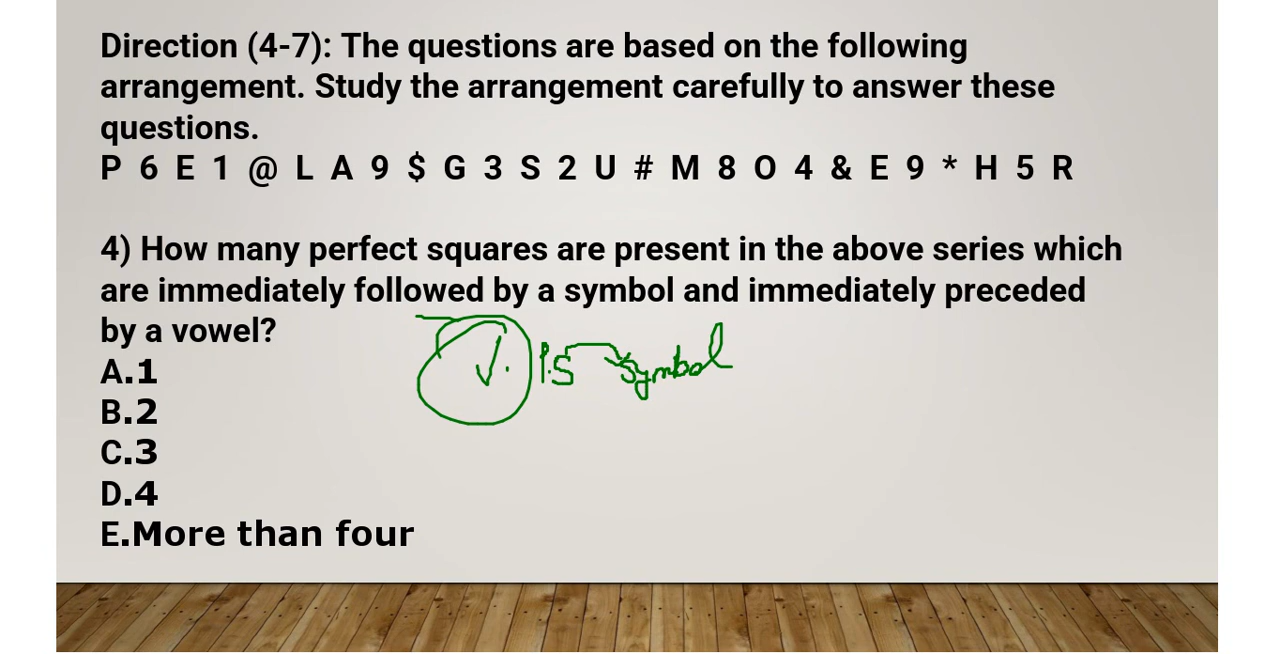 Direction (4-7): The questions are based on the following
arrangement. Study the arrangement carefully to answer these
questions.
P 6 E 1 @ L A 9 $ G 3 S 2 U # M 8 O 4 & E 9 * H 5 R
4) How many perfect squares are present in the above series which
are immediately followed by a symbol and immediately preceded
by a vowel?
V. P.S Symbol
A.1
B.2
C.3
D.4
E.More than four